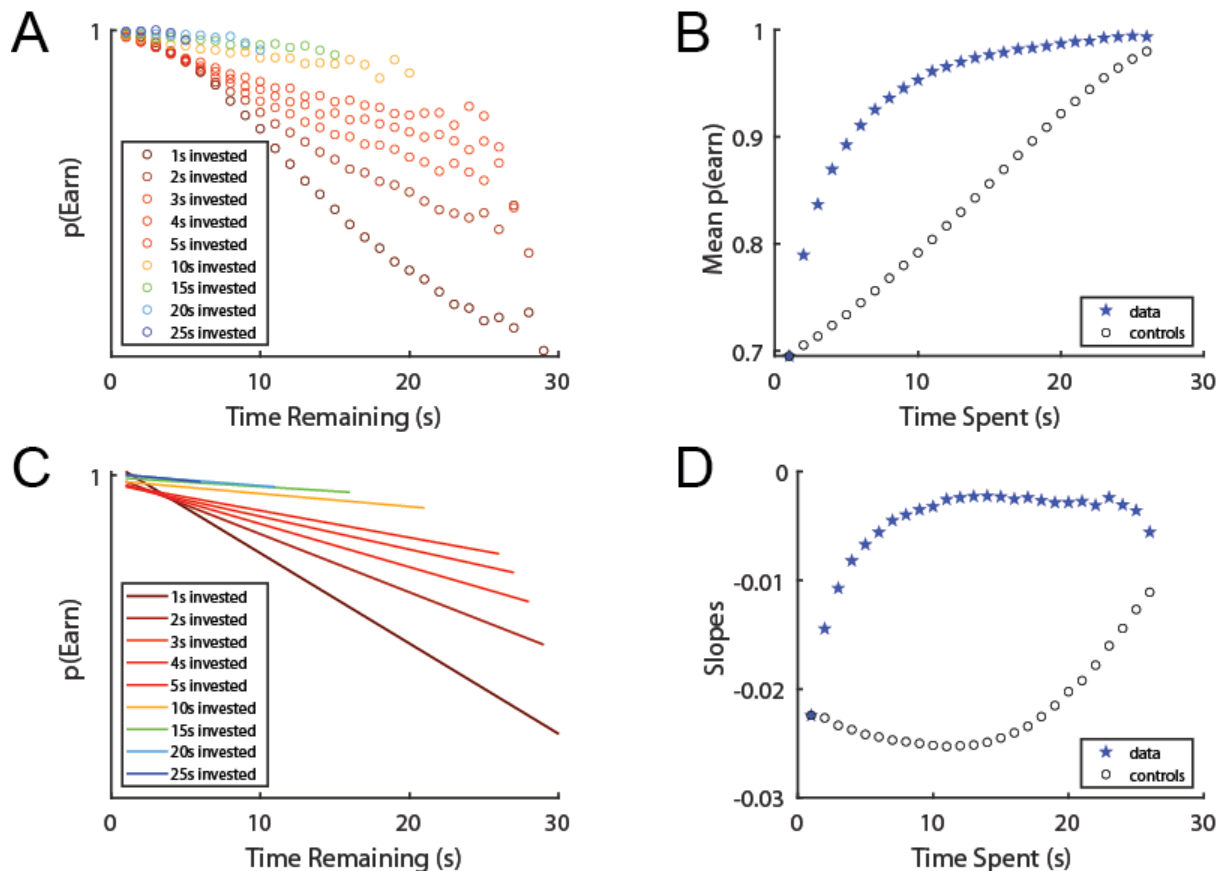 A
1
p(Earn)
1s invested
2s invested
3s invested
4s invested
5s invested
10s invested
15s invested
20s invested
25s invested
0 10 20 30
Time Remaining (s)
B
1
0.9
0.8
0.7
Mean p(earn)
data
controls
0 10 20 30
Time Spent (s)
C
1
p(Earn)
1s invested
2s invested
3s invested
4s invested
5s invested
10s invested
15s invested
20s invested
25s invested
0 10 20 30
Time Remaining (s)
D
0
-0.01
-0.02
-0.03
Slopes
data
controls
0 10 20 30
Time Spent (s)